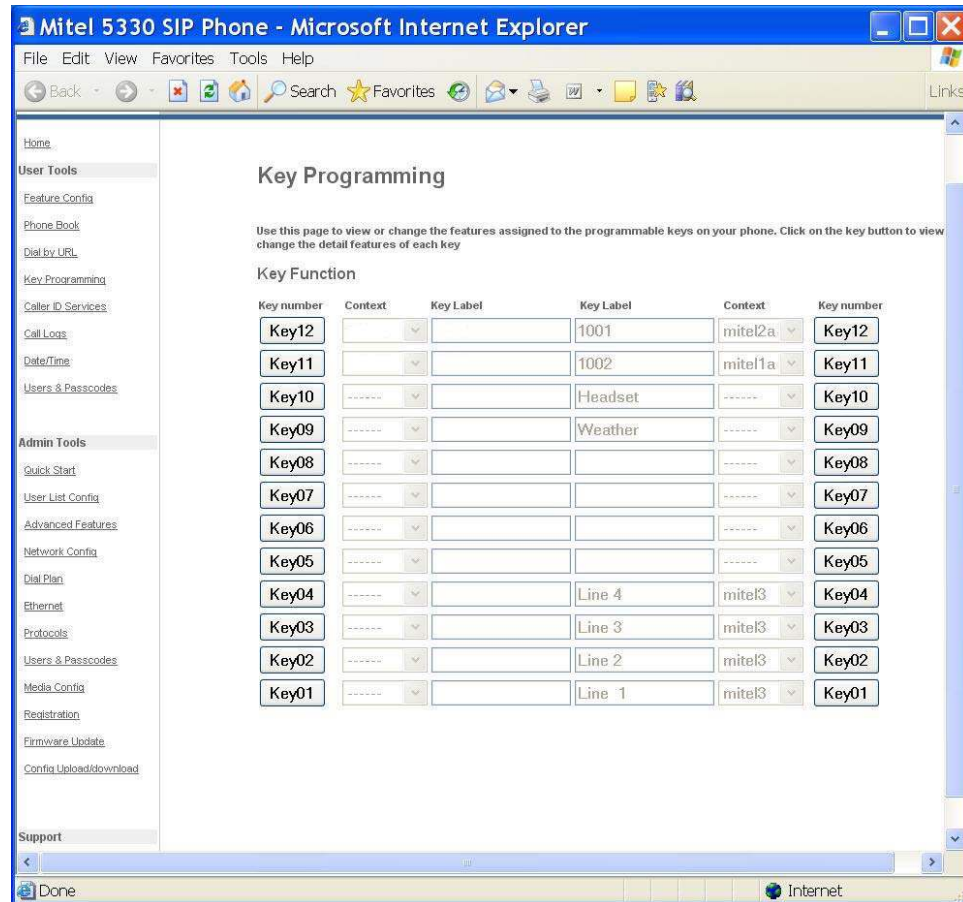 Mitel 5330 SIP Phone - Microsoft Internet Explorer
File Edit View Favorites Tools Help
Back Search Favorites Links
Home
User Tools
Feature Config
Phone Book
Dial by URL
Key Programming
Caller ID Services
Call Logs
Date/Time
Users & Passcodes
Admin Tools
Quick Start
User List Config
Advanced Features
Network Config
Dial Plan
Ethernet
Protocols
Users & Passcodes
Media Config
Registration
Firmware Update
Config Upload/download
Support
Key Programming
Use this page to view or change the features assigned to the programmable keys on your phone. Click on the key button to view
change the detail features of each key
Key Function
Key number Context Key Label Key Label Context Key number
Key12 1001 mitel2a Key12
Key11 1002 mitel1a Key11
Key10 ------ Headset ------ Key10
Key09 ------ Weather ------ Key09
Key08 ------ ------ Key08
Key07 ------ ------ Key07
Key06 ------ ------ Key06
Key05 ------ ------ Key05
Key04 ------ Line 4 mitel3 Key04
Key03 ------ Line 3 mitel3 Key03
Key02 ------ Line 2 mitel3 Key02
Key01 ------ Line 1 mitel3 Key01
Done Internet